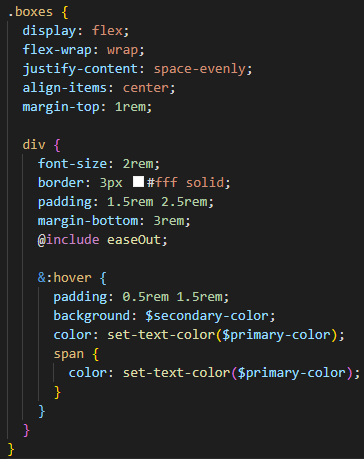 .boxes {
  display: flex;
  flex-wrap: wrap;
  justify-content: space-evenly;
  align-items: center;
  margin-top: 1rem;

  div {
    font-size: 2rem;
    border: 3px #fff solid;
    padding: 1.5rem 2.5rem;
    margin-bottom: 3rem;
    @include easeOut;

    &:hover {
      padding: 0.5rem 1.5rem;
      background: $secondary-color;
      color: set-text-color($primary-color);
      span {
        color: set-text-color($primary-color);
      }
    }
  }
}